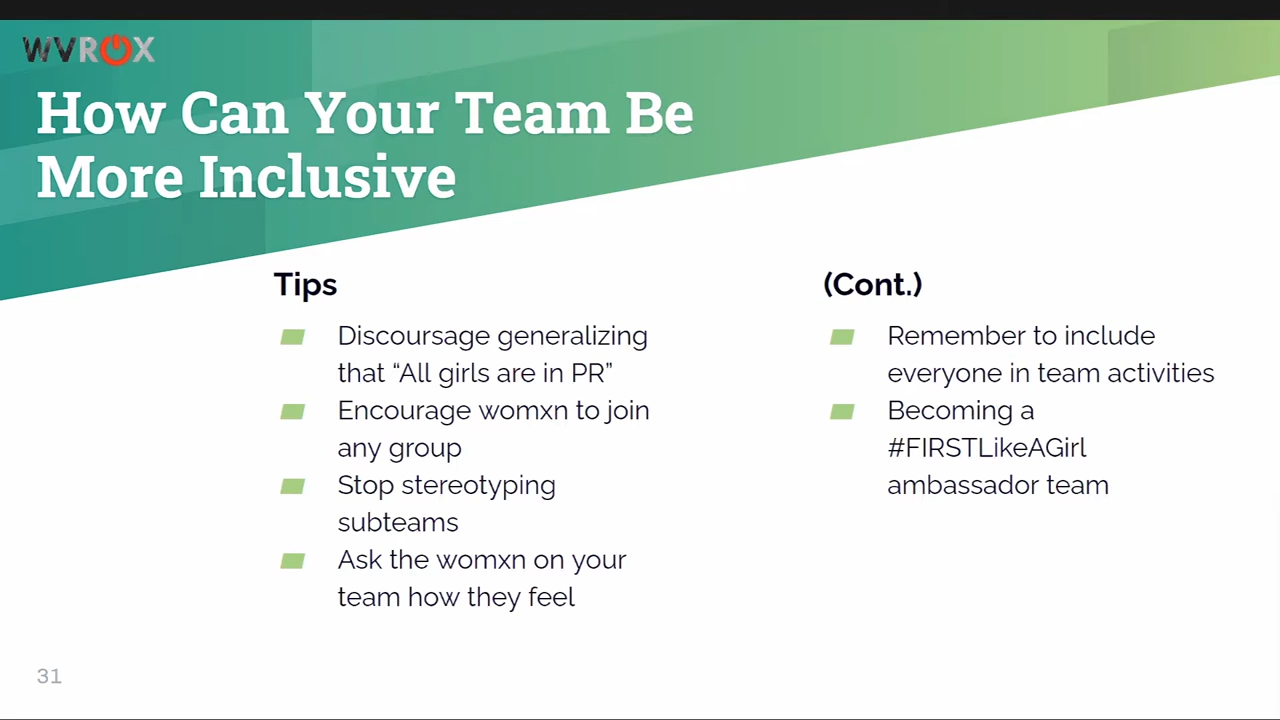 WVROX
How Can Your Team Be
More Inclusive
Tips
Discoursage generalizing
that “All girls are in PR”
Encourage womxn to join
any group
Stop stereotyping
subteams
Ask the womxn on your
team how they feel
(Cont.)
Remember to include
everyone in team activities
Becoming a
#FIRSTLikeAGirl
ambassador team
31